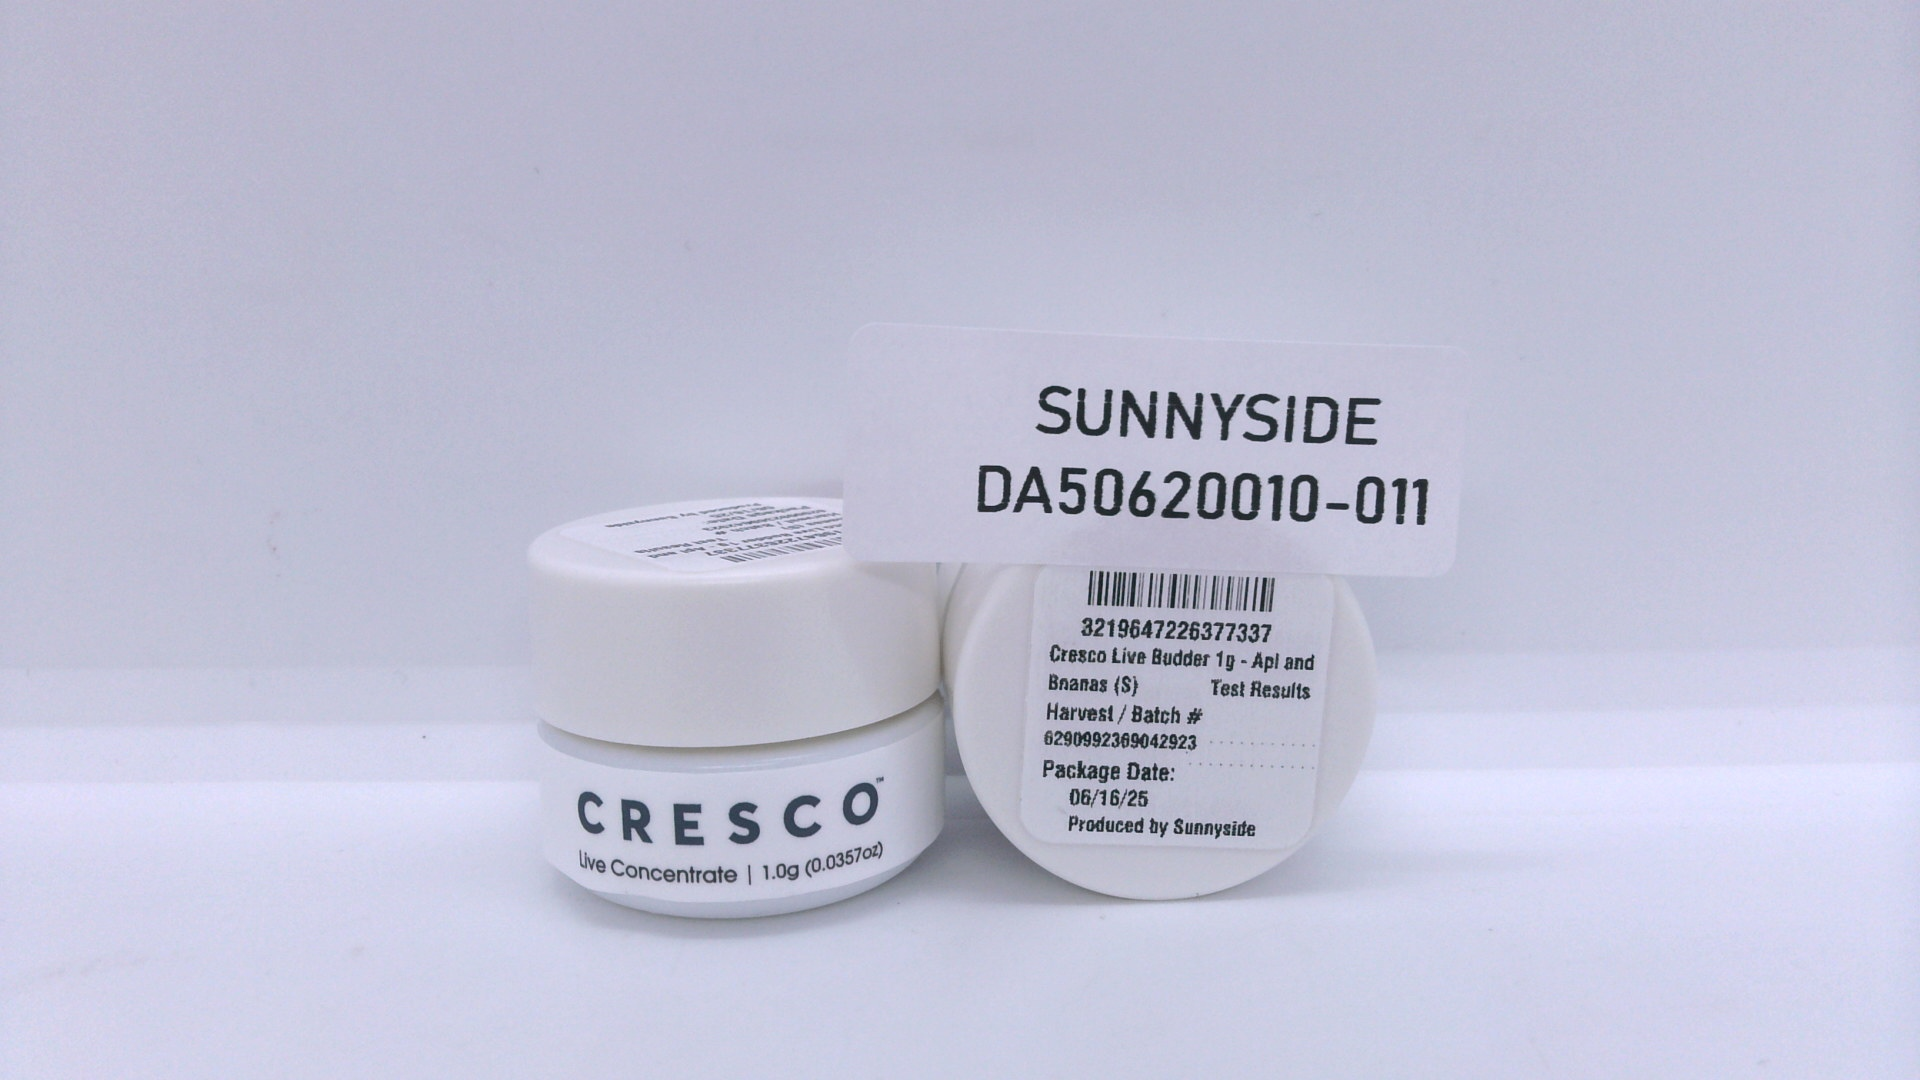 SUNNYSIDE
DA50620010-011
3219647226377337
Cresco Live Budder 1g - Apl and
Bnanas (S) Test Results
Harvest / Batch #
6290992369042923
Package Date:
06/16/25
Produced by Sunnyside
CRESCO™
Live Concentrate | 1.0g (0.0357oz)